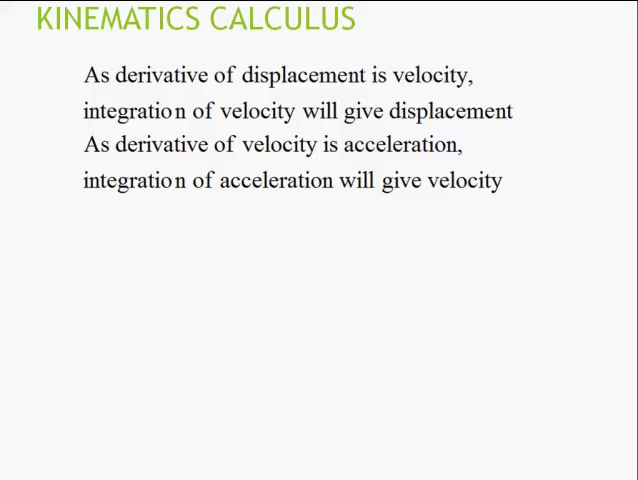 KINEMATICS CALCULUS
As derivative of displacement is velocity,
integration of velocity will give displacement
As derivative of velocity is acceleration,
integration of acceleration will give velocity